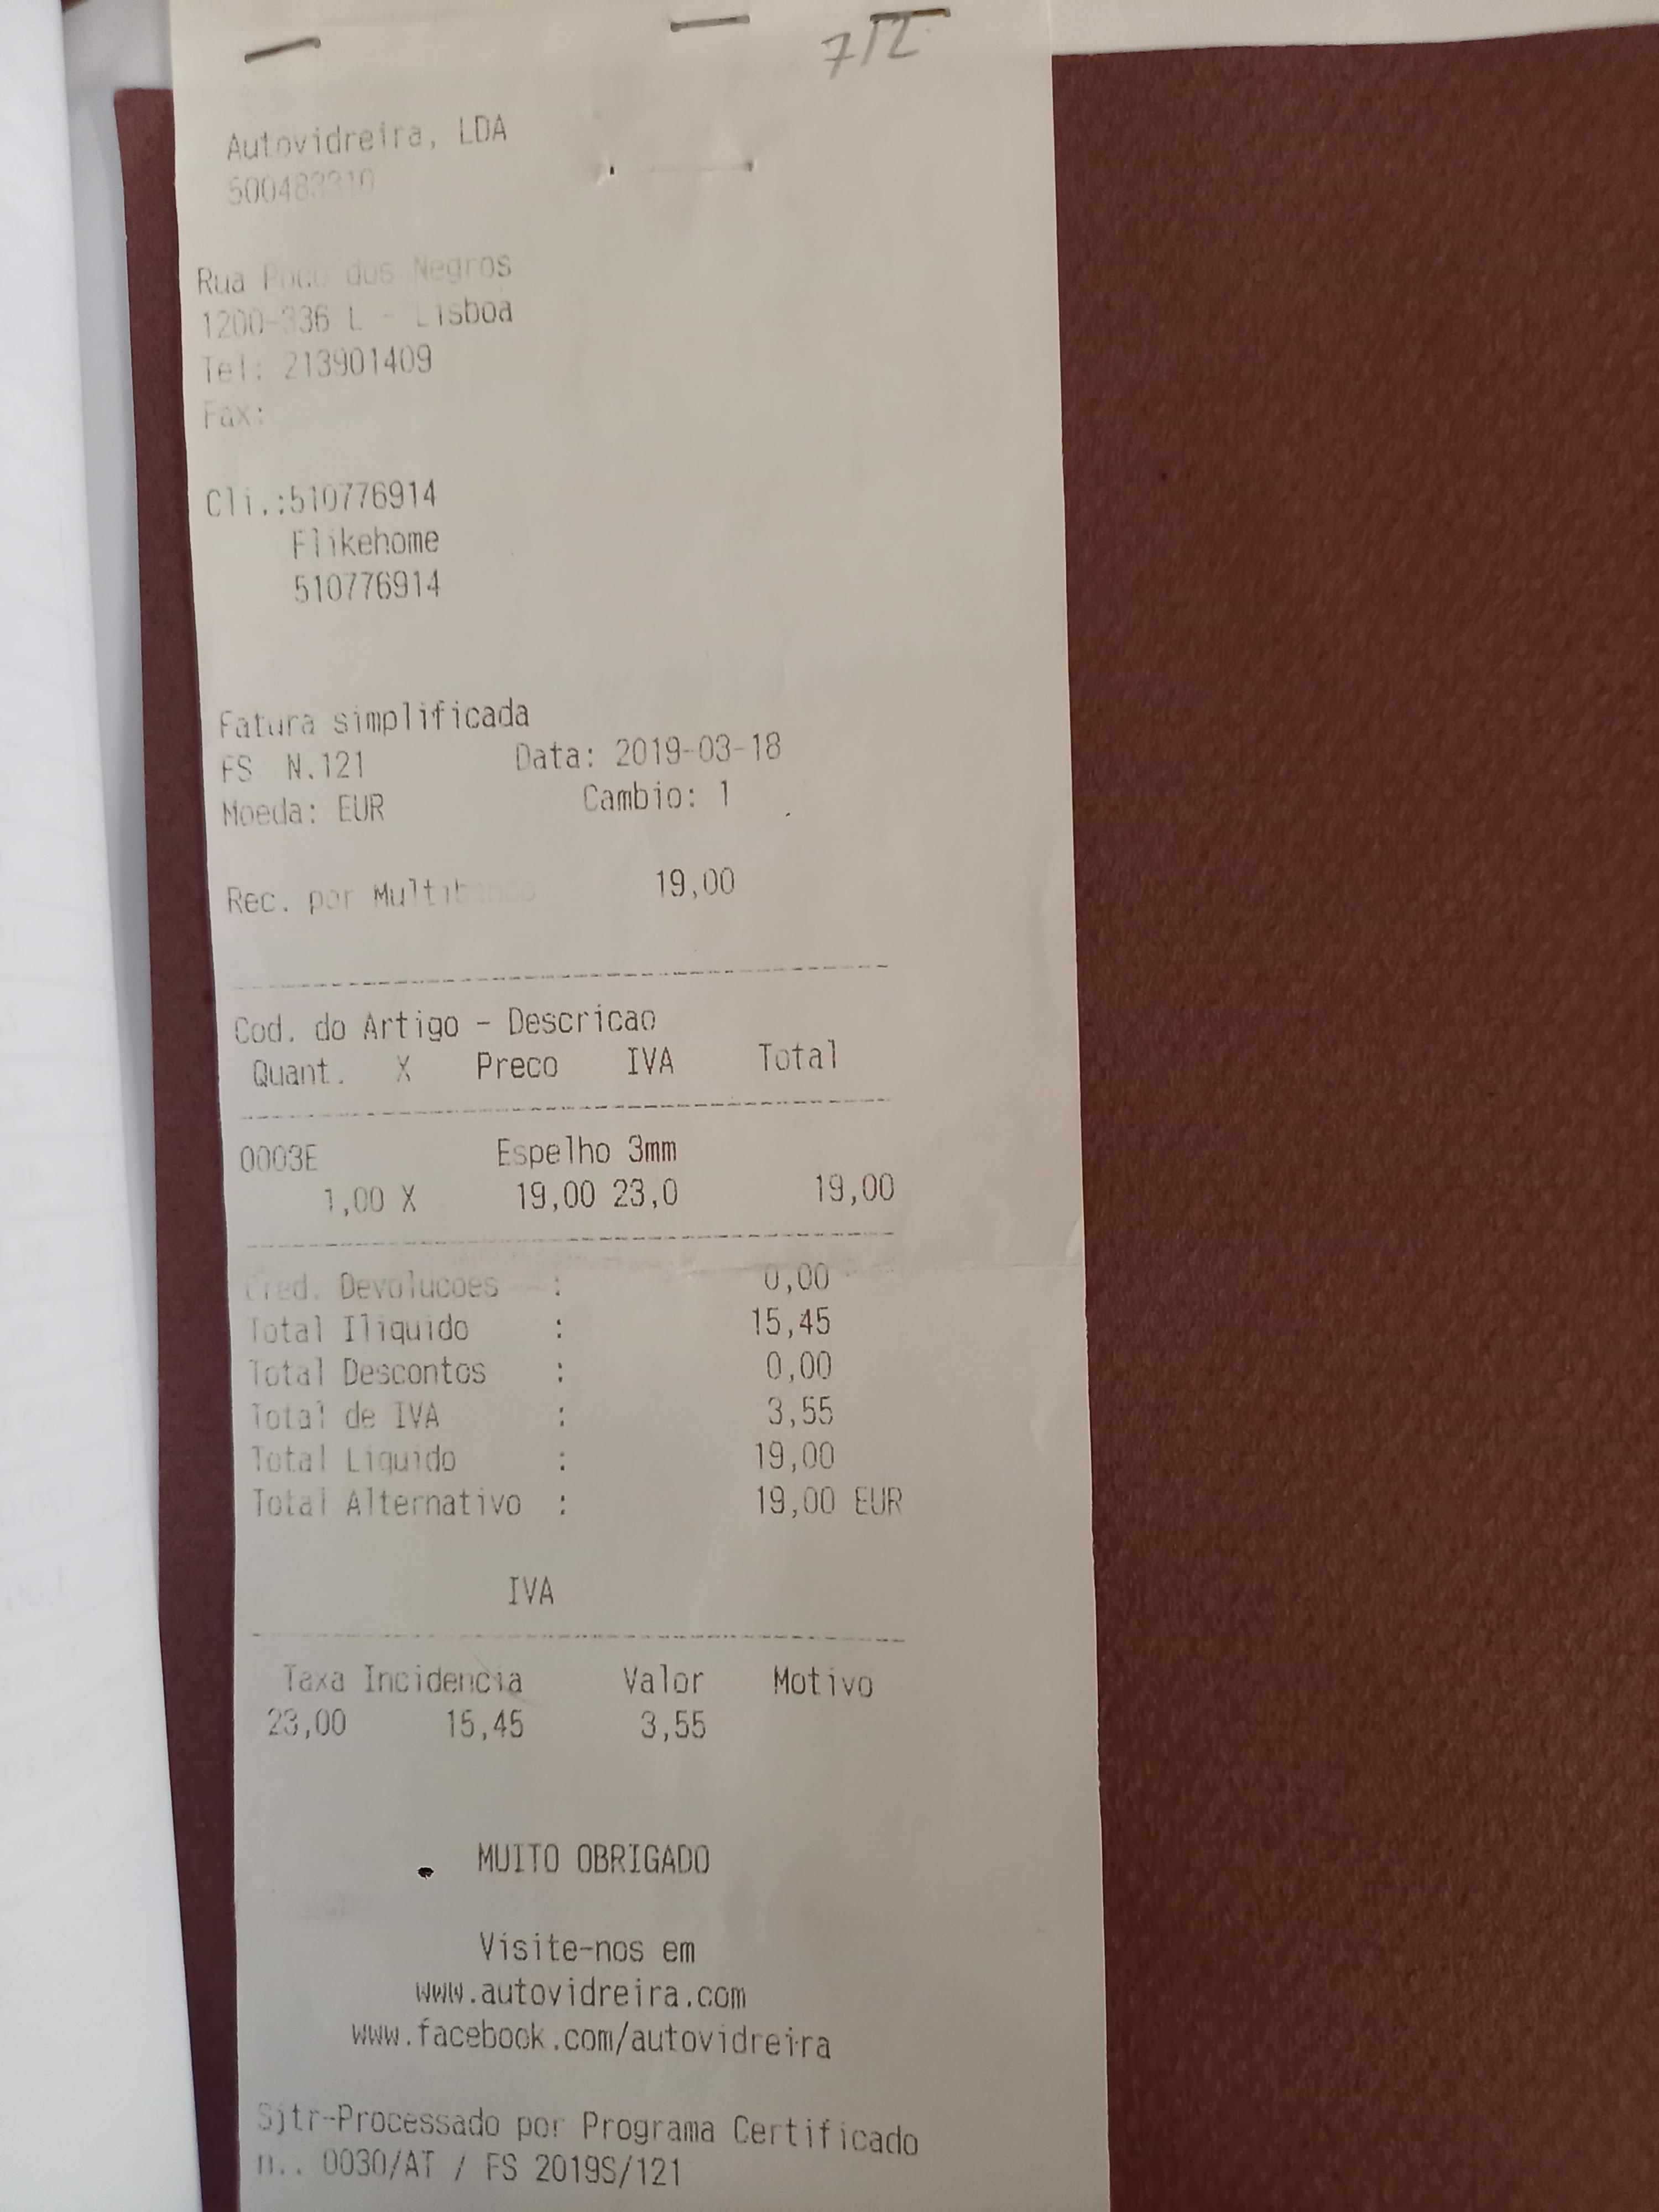 7/
Autovidreira, LDA
500483310
Rua Poco dos Negros
1200-336 L - Lisboa
Tel: 213901409
Fax:
Cli.:510776914
Flikehome
510776914
Fatura simplificada
FS N.121 Data: 2019-03-18
Moeda: EUR Cambio: 1
Rec. por Multibanco 19,00
Cod. do Artigo - Descricao
Quant. X Preco IVA Total
0003E Espelho 3mm
1,00 X 19,00 23,0 19,00
Cred. Devolucoes : 0,00
Total Iliquido : 15,45
Total Descontos : 0,00
Total de IVA : 3,55
Total Liquido : 19,00
Total Alternativo : 19,00 EUR
IVA
Taxa Incidencia Valor Motivo
23,00 15,45 3,55
MUITO OBRIGADO
Visite-nos em
www.autovidreira.com
www.facebook.com/autovidreira
Sjtr-Processado por Programa Certificado
n.. 0030/AT / FS 2019S/121